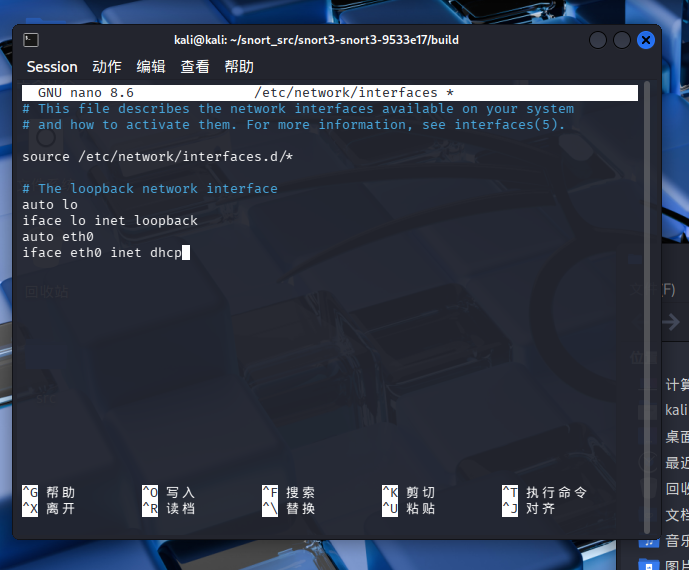 kali@kali: ~/snort_src/snort3-snort3-9533e17/build
Session 动作 编辑 查看 帮助
GNU nano 8.6 /etc/network/interfaces *
# This file describes the network interfaces available on your system
# and how to activate them. For more information, see interfaces(5).
source /etc/network/interfaces.d/*
# The loopback network interface
auto lo
iface lo inet loopback
auto eth0
iface eth0 inet dhcp
回收站
^G 帮助 ^O 写入 ^F 搜索 ^K 剪切 ^T 执行命令
^X 离开 ^R 读档 ^\ 替换 ^U 粘贴 ^J 对齐
(F)
计算
kali
桌面
最近
回收
文档
音乐
图片